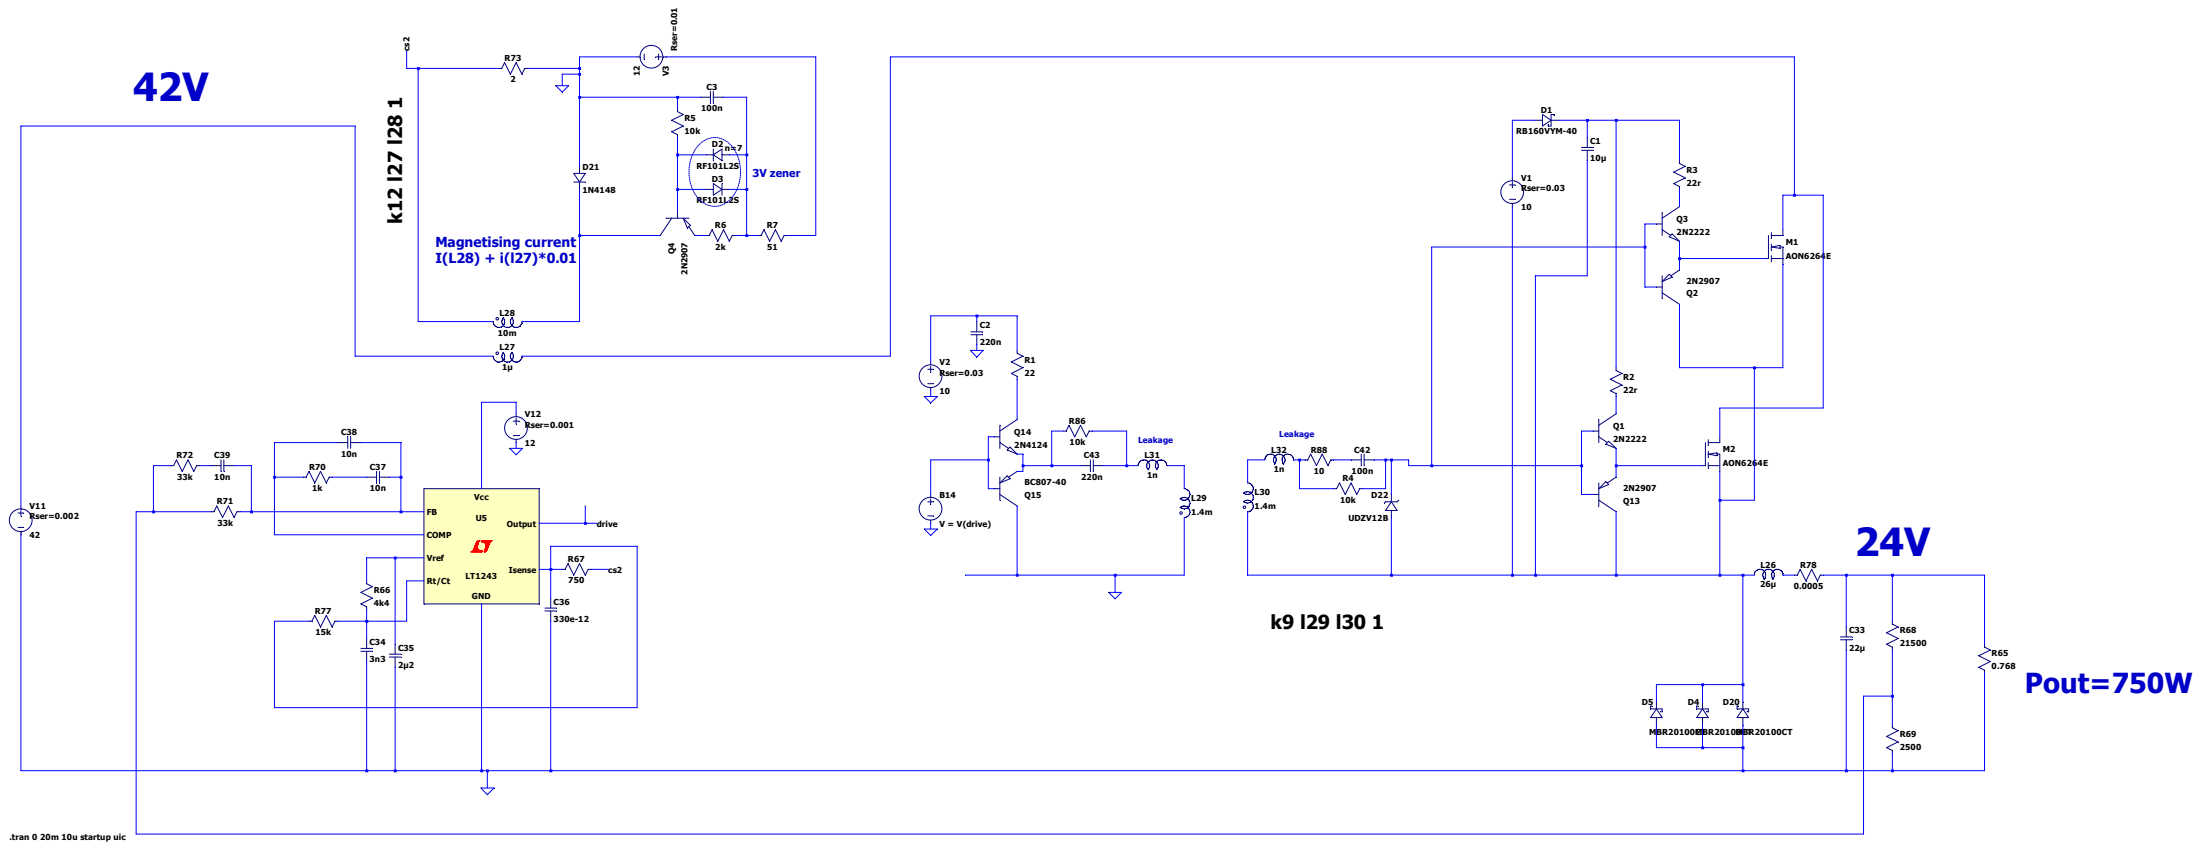 42V
cs2
R73
2
Rser=0.01
12
V3
k12 l27 l28 1
C3
100n
R5
10k
D2
n=7
RF101L2S
D3
RF101L2S
3V zener
D21
1N4148
Q4
2N2907
R6
2k
R7
51
Magnetising current
I(L28) + i(l27)*0.01
L28
10m
L27
1µ
D1
RB160VYM-40
C1
10µ
V1
Rser=0.03
10
R3
22r
Q3
2N2222
2N2907
Q2
M1
AON6264E
C2
220n
V2
Rser=0.03
10
R1
22
R2
22r
Q14
2N4124
BC807-40
Q15
B14
V = V(drive)
R86
10k
C43
220n
Leakage
L31
1n
L29
1.4m
Leakage
L32
1n
L30
1.4m
R88
10
C42
100n
R4
10k
D22
UDZV12B
Q1
2N2222
2N2907
Q13
M2
AON6264E
V12
Rser=0.001
12
C38
10n
R72
33k
C39
10n
R70
1k
C37
10n
R71
33k
V11
Rser=0.002
42
Vcc
FB
U5
Output
COMP
Vref
LT1243
Isense
Rt/Ct
GND
drive
R67
750
cs2
R66
4k4
R77
15k
C34
3n3
C35
2µ2
C36
330e-12
k9 l29 l30 1
24V
L26
26µ
R78
0.0005
C33
22µ
R68
21500
R65
0.768
R69
2500
Pout=750W
D5
D4
D20
MBR20100CT
.tran 0 20m 10u startup uic